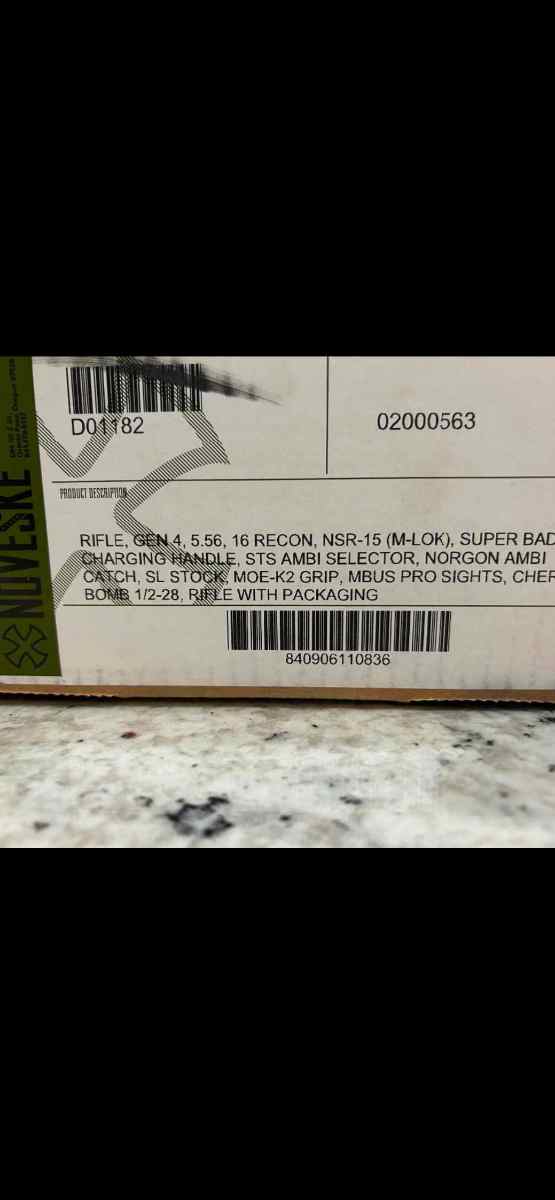 D01182
02000563
PRODUCT DESCRIPTION
RIFLE, GEN 4, 5.56, 16 RECON, NSR-15 (M-LOK), SUPER BAD
CHARGING HANDLE, STS AMBI SELECTOR, NORGON AMBI
CATCH, SL STOCK, MOE-K2 GRIP, MBUS PRO SIGHTS, CHER
BOMB 1/2-28, RIFLE WITH PACKAGING
840906110836
NOVESKE